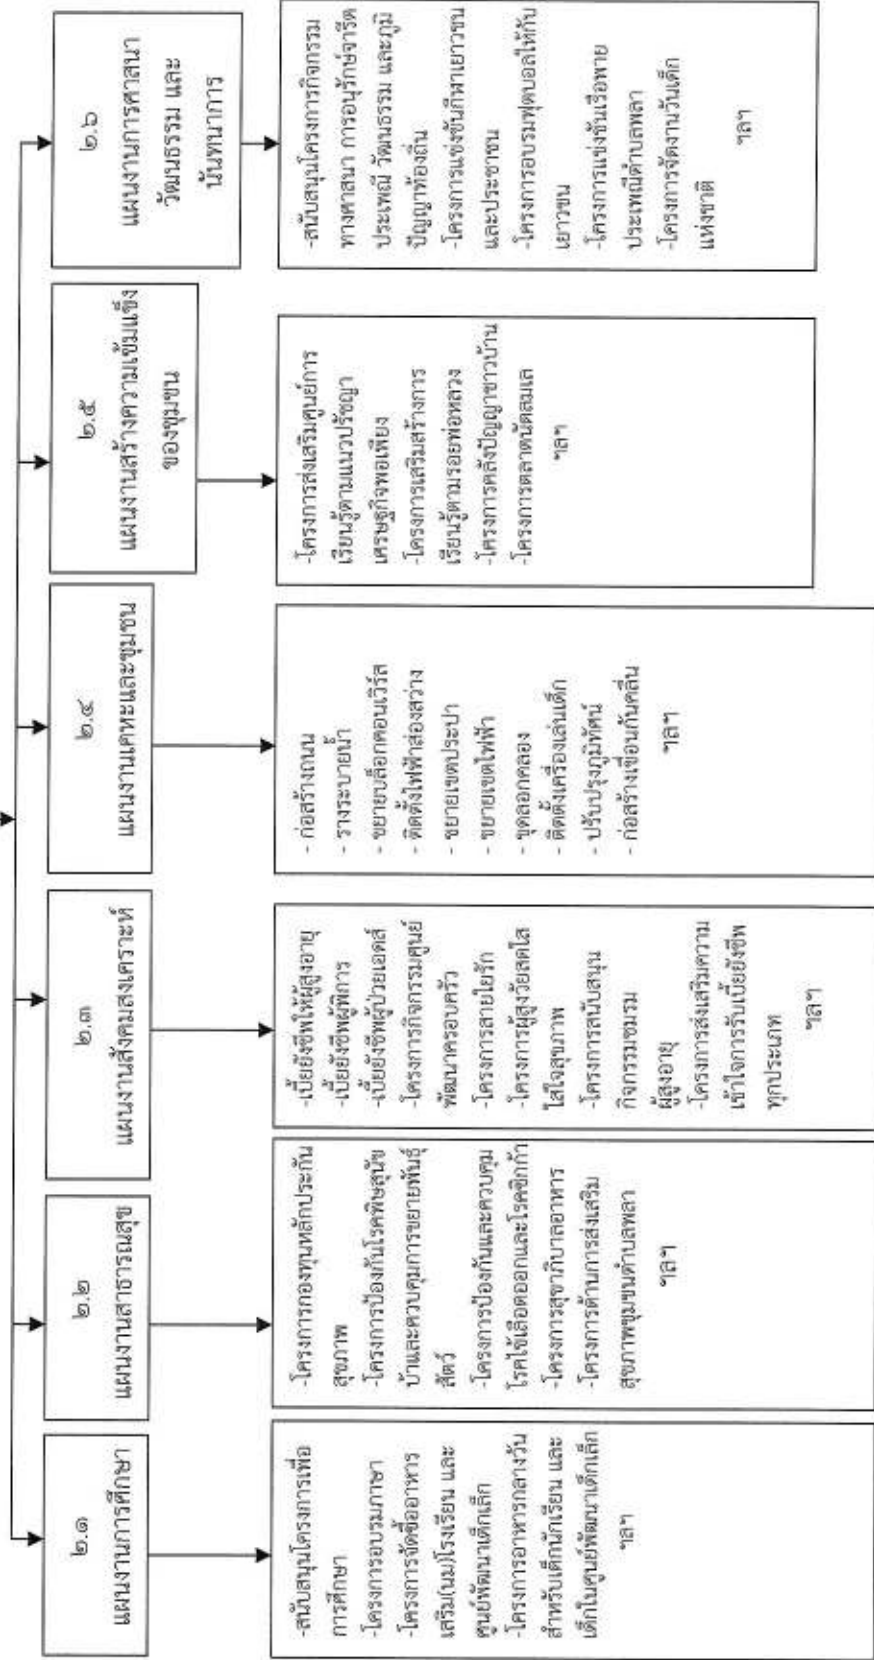 ๒.๑
แผนงานการศึกษา
-สนับสนุนโครงการเพื่อ
การศึกษา
-โครงการอบรมภาษา
-โครงการจัดซื้ออาหาร
เสริม(นม)โรงเรียน และ
ศูนย์พัฒนาเด็กเล็ก
-โครงการอาหารกลางวัน
สำหรับเด็กนักเรียน และ
เด็กในศูนย์พัฒนาเด็กเล็ก
ฯลฯ
๒.๒
แผนงานสาธารณสุข
-โครงการกองทุนหลักประกัน
สุขภาพ
-โครงการป้องกันโรคพิษสุนัข
บ้าและควบคุมการขยายพันธุ์
สัตว์
-โครงการป้องกันและควบคุม
โรคไข้เลือดออกและโรคชิกก้า
-โครงการสุขาภิบาลอาหาร
-โครงการด้านการส่งเสริม
สุขภาพชุมชนตำบลพลา
ฯลฯ
๒.๓
แผนงานสังคมสงเคราะห์
-เบี้ยยังชีพให้ผู้สูงอายุ
-เบี้ยยังชีพผู้พิการ
-เบี้ยยังชีพผู้ป่วยเอดส์
-โครงการกิจกรรมศูนย์
พัฒนาครอบครัว
-โครงการสายใยรัก
-โครงการผู้สูงวัยสดใส
ใส่ใจสุขภาพ
-โครงการสนับสนุน
กิจกรรมชมรม
ผู้สูงอายุ
-โครงการส่งเสริมความ
เข้าใจการรับเบี้ยยังชีพ
ทุกประเภท
ฯลฯ
๒.๔
แผนงานเคหะและชุมชน
- ก่อสร้างถนน
- รางระบายน้ำ
- ขยายบล็อกคอนเวิร์ส
- ติดตั้งไฟฟ้าส่องสว่าง
- ขยายเขตประปา
- ขยายเขตไฟฟ้า
- ขุดลอกคลอง
- ติดตั้งเครื่องเล่นเด็ก
- ปรับปรุงภูมิทัศน์
- ก่อสร้างเขื่อนกันคลื่น
ฯลฯ
๒.๕
แผนงานสร้างความเข้มแข็ง
ของชุมชน
-โครงการส่งเสริมศูนย์การ
เรียนรู้ตามแนวปรัชญา
เศรษฐกิจพอเพียง
-โครงการเสริมสร้างการ
เรียนรู้ตามรอยพ่อหลวง
-โครงการคลังปัญญาชาวบ้าน
-โครงการตลาดนัดลมเล
ฯลฯ
๒.๖
แผนงานการศาสนา
วัฒนธรรม และ
นันทนาการ
-สนับสนุนโครงการกิจกรรม
ทางศาสนา การอนุรักษ์จารีต
ประเพณี วัฒนธรรม และภูมิ
ปัญญาท้องถิ่น
-โครงการแข่งขันกีฬาเยาวชน
และประชาชน
-โครงการอบรมฟุตบอลให้กับ
เยาวชน
-โครงการแข่งขันเรือพาย
ประเพณีตำบลพลา
-โครงการจัดงานวันเด็ก
แห่งชาติ
ฯลฯ